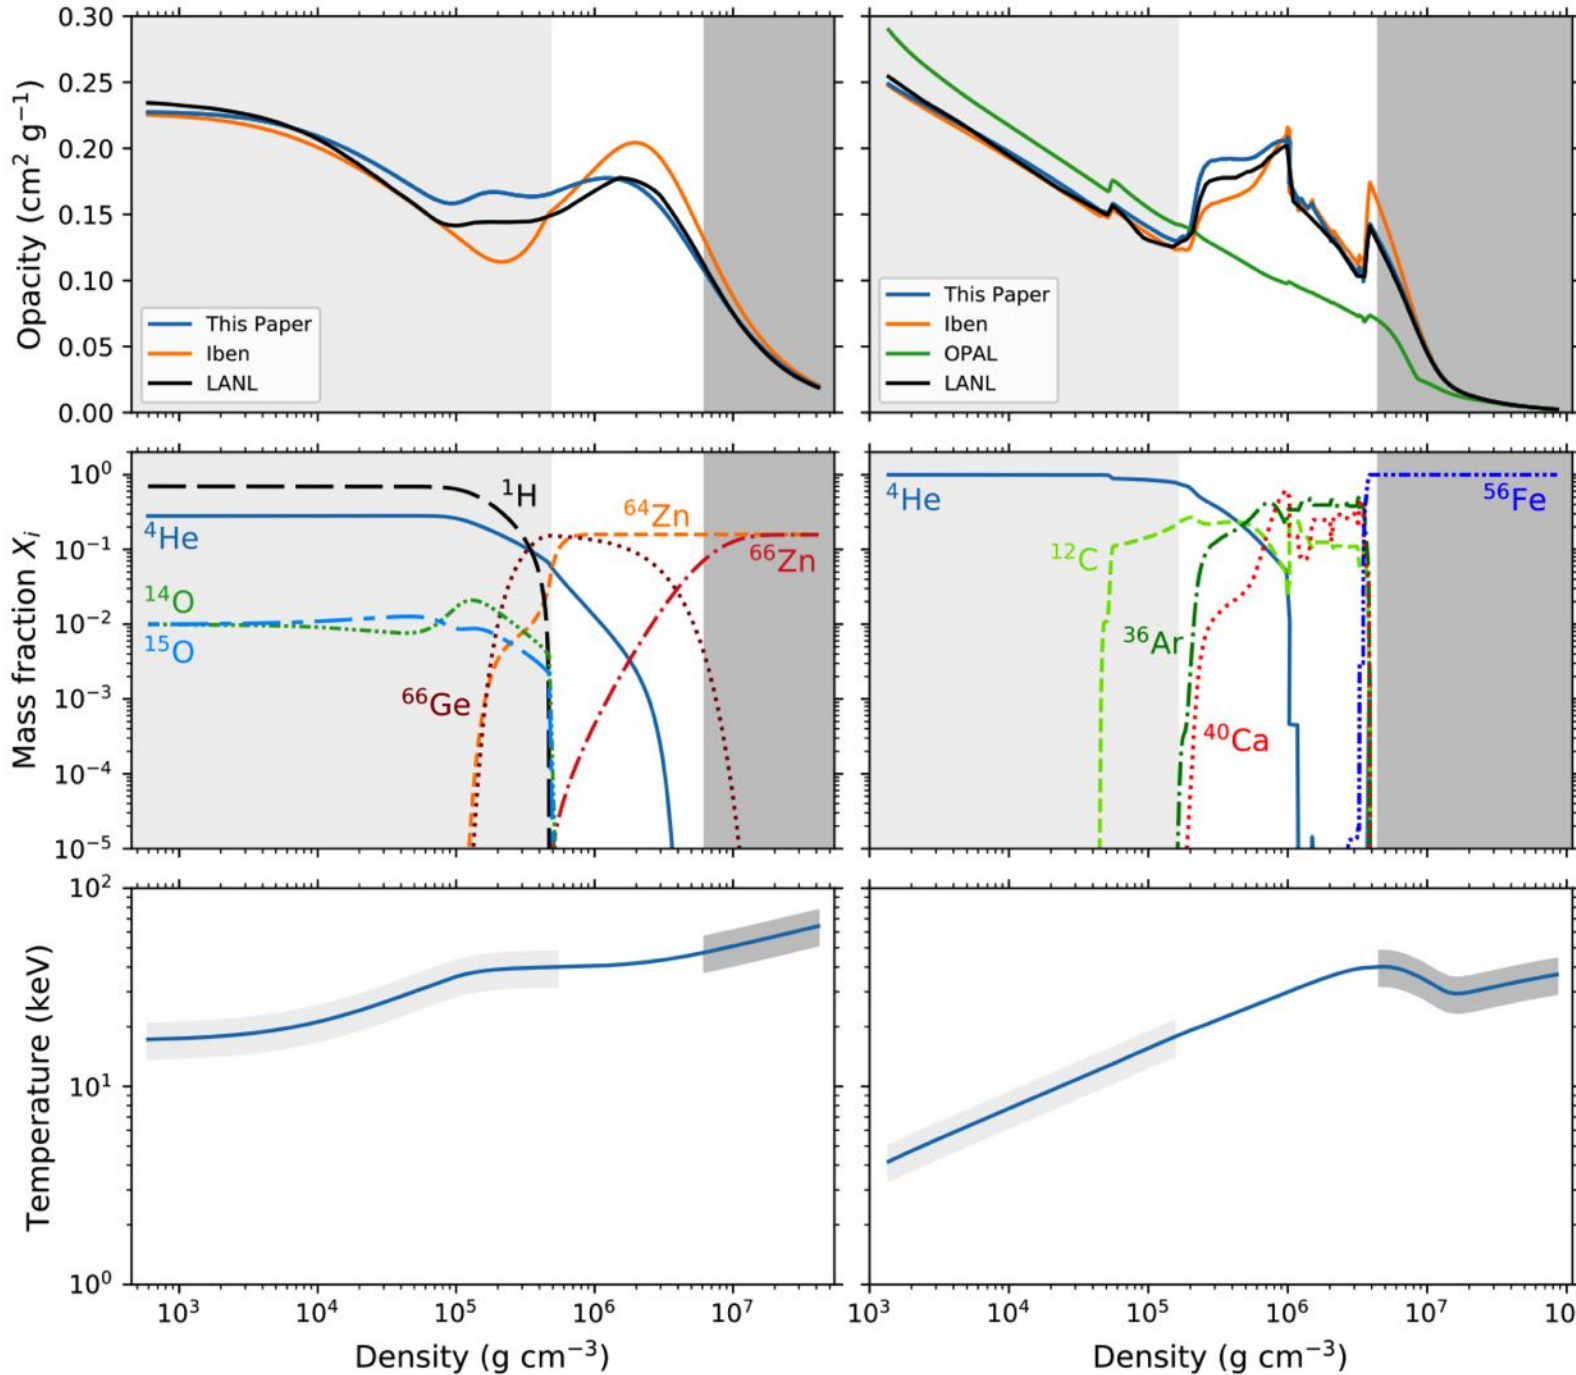 0.30
0.25
0.20
0.15
0.10
0.05
0.00
Opacity (cm² g⁻¹)
This Paper
Iben
LANL
This Paper
Iben
OPAL
LANL
10⁰
10⁻¹
10⁻²
10⁻³
10⁻⁴
10⁻⁵
Mass fraction Xᵢ
¹H
⁴He
⁶⁴Zn
⁶⁶Zn
¹⁴O
¹⁵O
⁶⁶Ge
⁴He
⁵⁶Fe
¹²C
³⁶Ar
⁴⁰Ca
10²
10¹
10⁰
Temperature (keV)
10³ 10⁴ 10⁵ 10⁶ 10⁷
Density (g cm⁻³)
10³ 10⁴ 10⁵ 10⁶ 10⁷ 10⁸
Density (g cm⁻³)